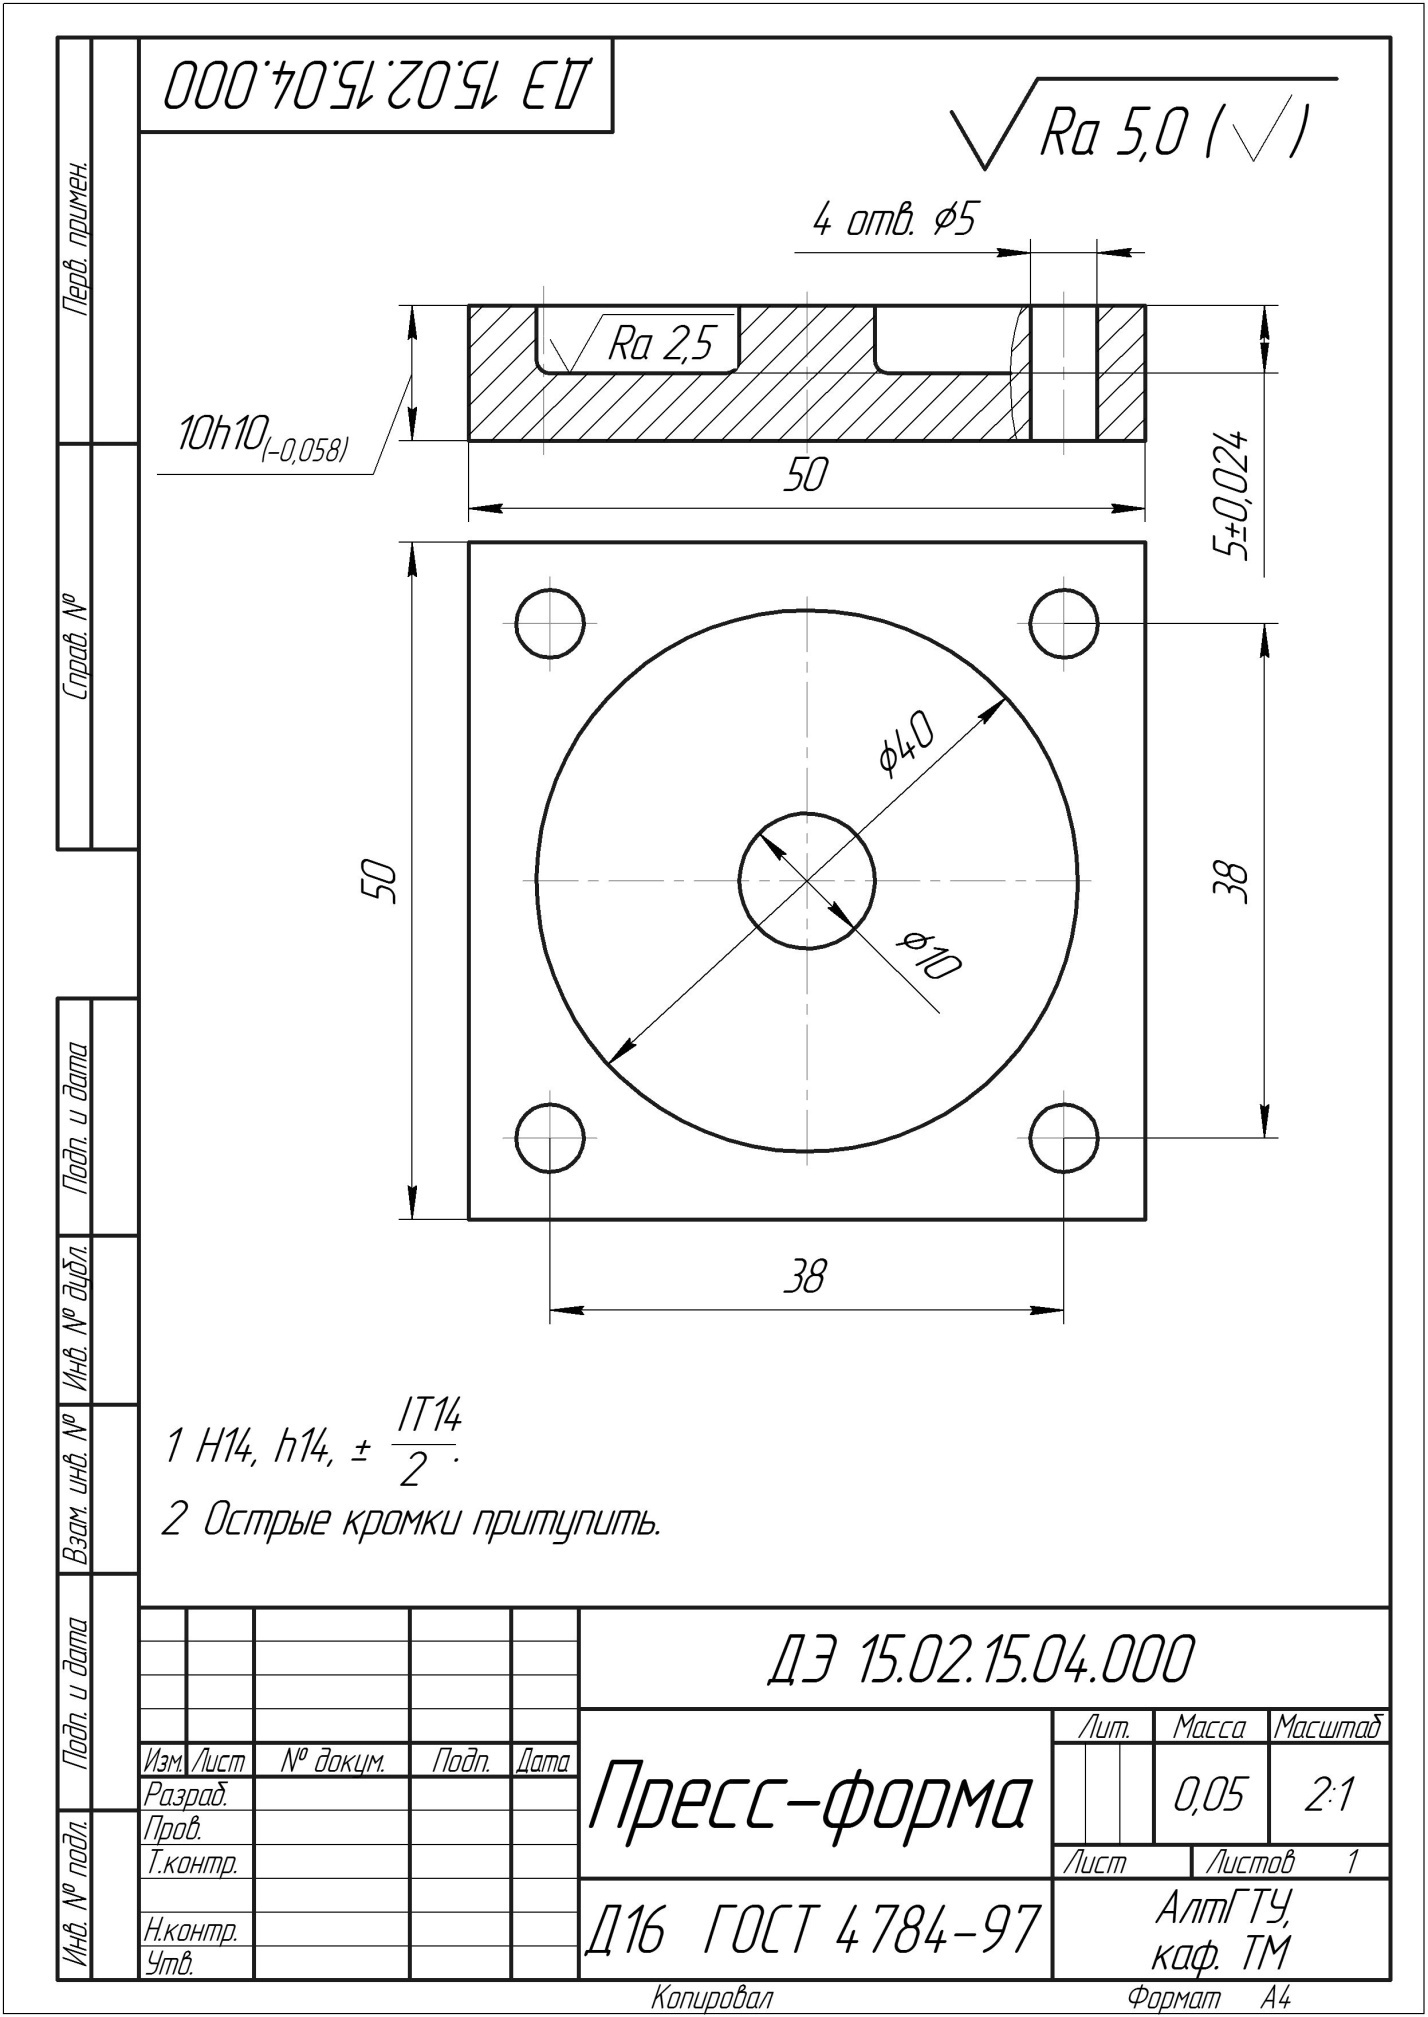 ДЭ 15.02.15.04.000
Ra 5,0 (√)
4 отв. ϕ5
Ra 2,5
10h10(-0,058)
50
5±0,024
ϕ40
50
38
ϕ10
38
1 H14, h14, ± IT14/2.
2 Острые кромки притупить.
Перв. примен.
Справ. №
Подп. и дата
Инв. № дубл.
Взам. инв. №
Подп. и дата
Инв. № подл.
ДЭ 15.02.15.04.000
Лит. Масса Масштаб
Изм. Лист № докум. Подп. Дата
Разраб.
Пров.
Т.контр.
Н.контр.
Утв.
Пресс-форма
0,05 2:1
Лист Листов 1
Д16 ГОСТ 4784-97
АлтГТУ,
каф. ТМ
Копировал Формат А4